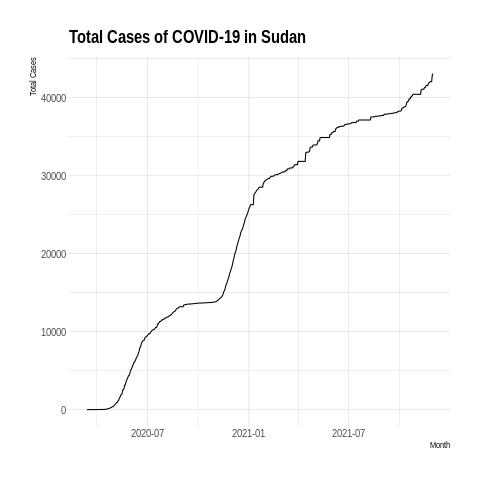 Total Cases of COVID-19 in Sudan
Total Cases
40000
30000
20000
10000
0
2020-07 2021-01 2021-07
Month